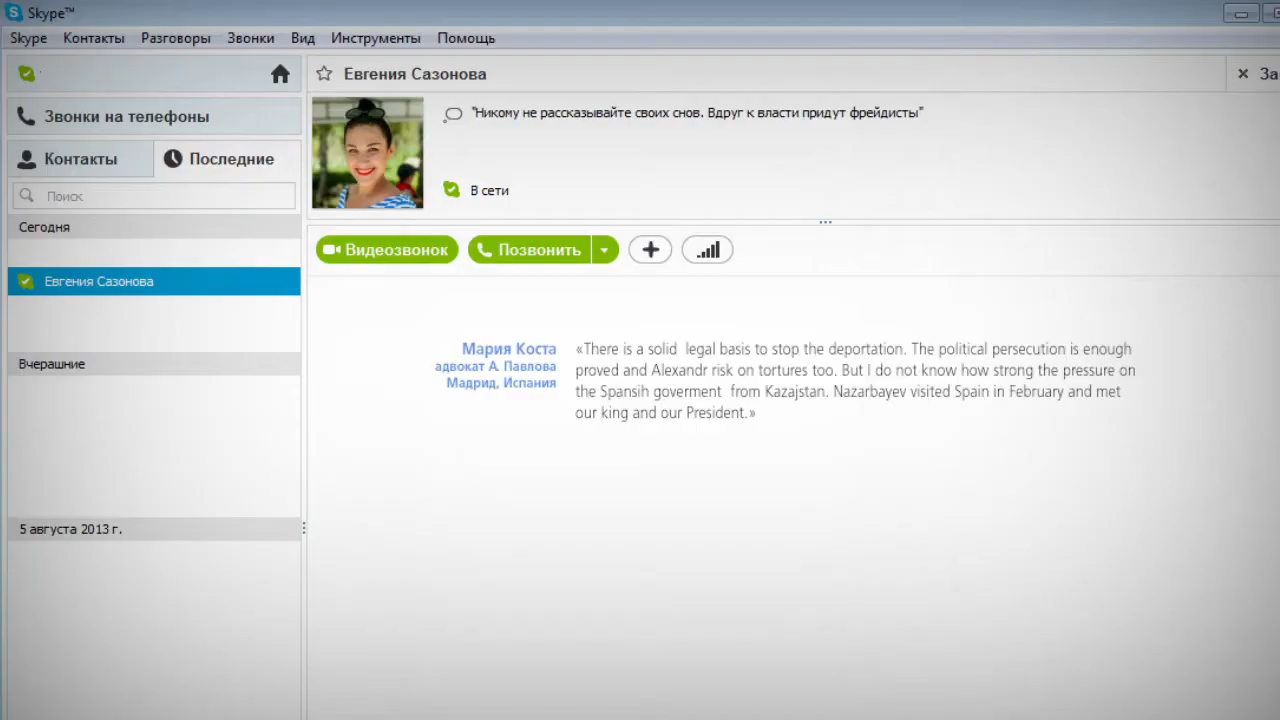 Skype™
Skype Контакты Разговоры Звонки Вид Инструменты Помощь
Евгения Сазонова
Звонки на телефоны
"Никому не рассказывайте своих снов. Вдруг к власти придут фрейдисты"
Контакты Последние
В сети
Поиск
Сегодня
Видеозвонок Позвонить
Евгения Сазонова
Мария Коста
адвокат А. Павлова
Мадрид, Испания
«There is a solid legal basis to stop the deportation. The political persecution is enough
proved and Alexandr risk on tortures too. But I do not know how strong the pressure on
the Spansih goverment from Kazajstan. Nazarbayev visited Spain in February and met
our king and our President.»
Вчерашние
5 августа 2013 г.